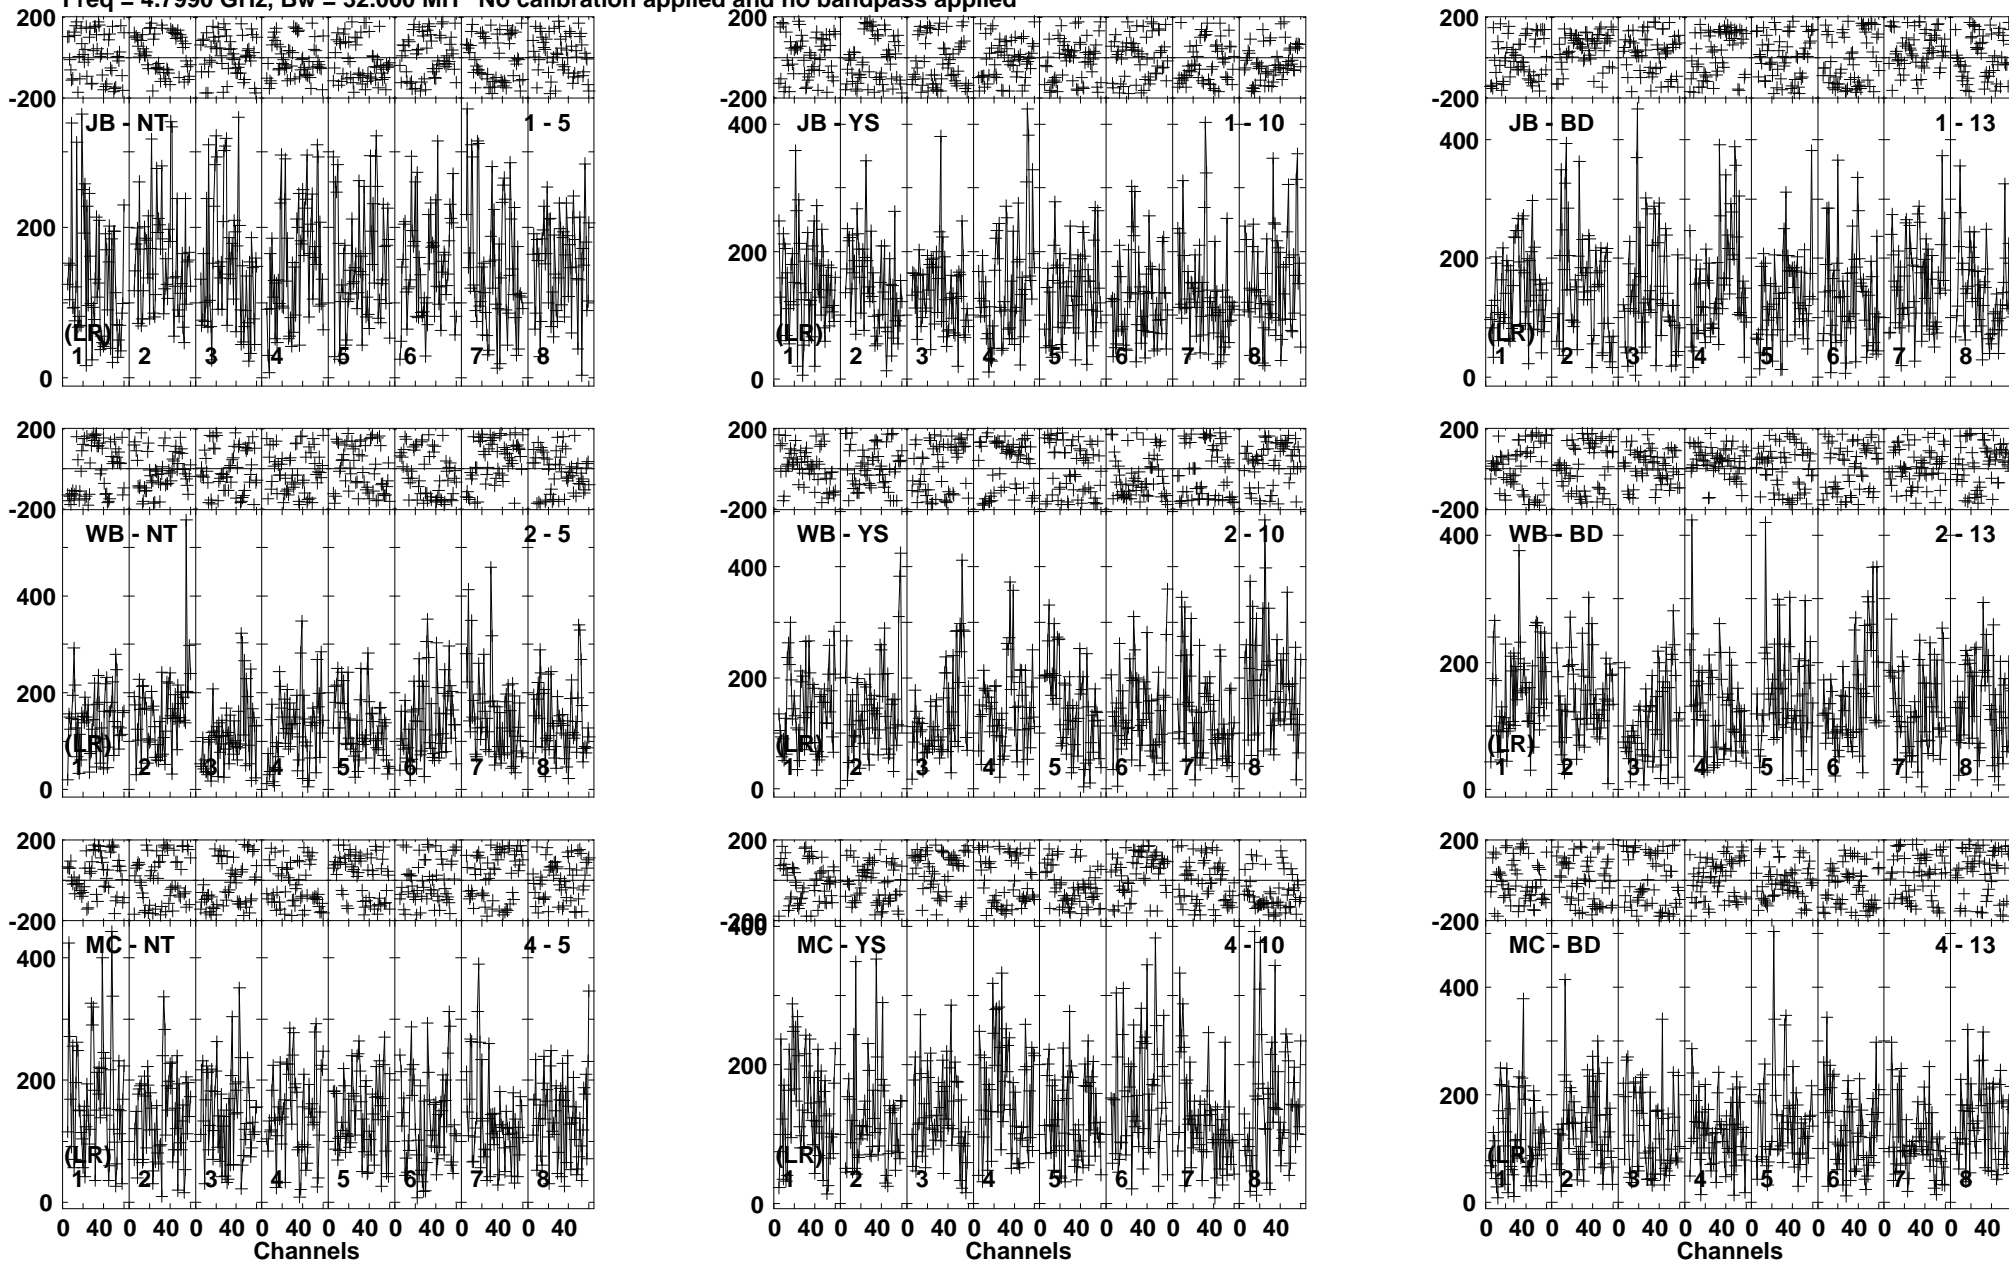 Freq = 4.7990 GHz, Bw = 32.000 MH No calibration applied and no bandpass applied
200 200 200
-200 -200 -200
JB - NT 1 - 5 JB - YS 1 - 10 JB - BD 1 - 13
400 400
200 200 200
(LR) (LR) (LR)
1 2 3 4 5 6 7 8 1 2 3 4 5 6 7 8 1 2 3 4 5 6 7 8
0 0 0
200 200 200
-200 -200 -200
WB - NT 2 - 5 WB - YS 2 - 10 WB - BD 2 - 13
400 400 400
200 200 200
(LR) (LR) (LR)
1 2 3 4 5 6 7 8 1 2 3 4 5 6 7 8 1 2 3 4 5 6 7 8
0 0 0
200 200 200
-200 -200 -200
MC - NT 4 - 5 MC - YS 4 - 10 MC - BD 4 - 13
400 400 400
200 200 200
(LR) (LR) (LR)
1 2 3 4 5 6 7 8 1 2 3 4 5 6 7 8 1 2 3 4 5 6 7 8
0 0 0
0 40 0 40 0 40 0 40 0 40 0 40 0 40 0 40 0 40 0 40 0 40 0 40 0 40 0 40 0 40 0 40 0 40 0 40 0 40 0 40 0 40 0 40 0 40 0 40
Channels Channels Channels